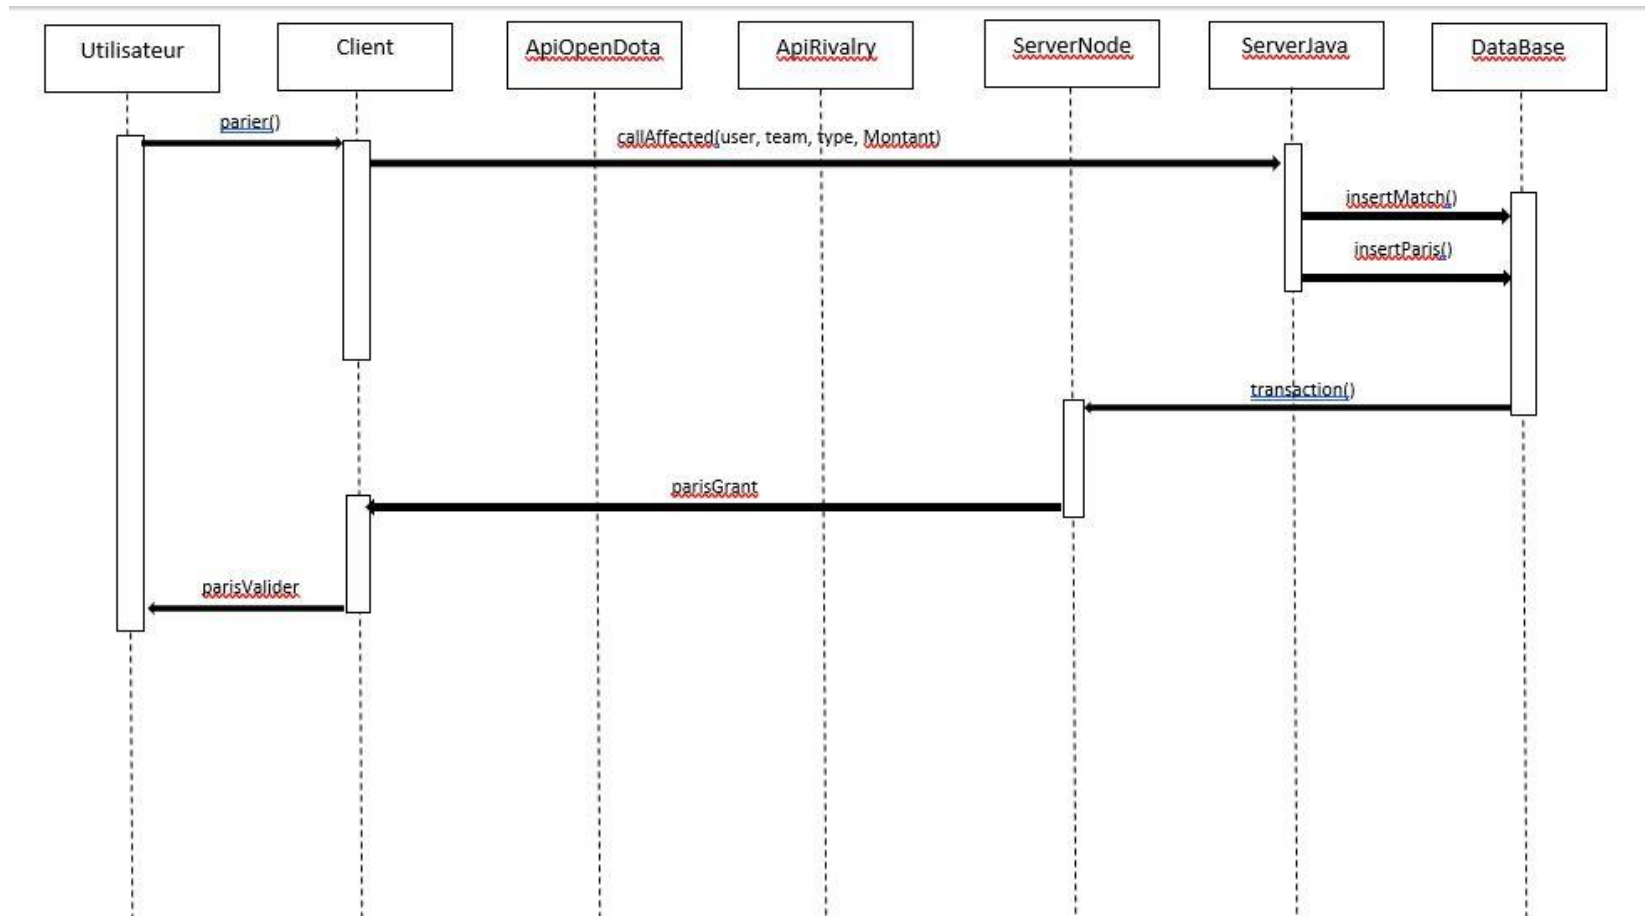 Utilisateur
Client
ApiOpenDota
ApiRivalry
ServerNode
ServerJava
DataBase
parier()
callAffected(user, team, type, Montant)
insertMatch()
insertParis()
transaction()
parisGrant
parisValider